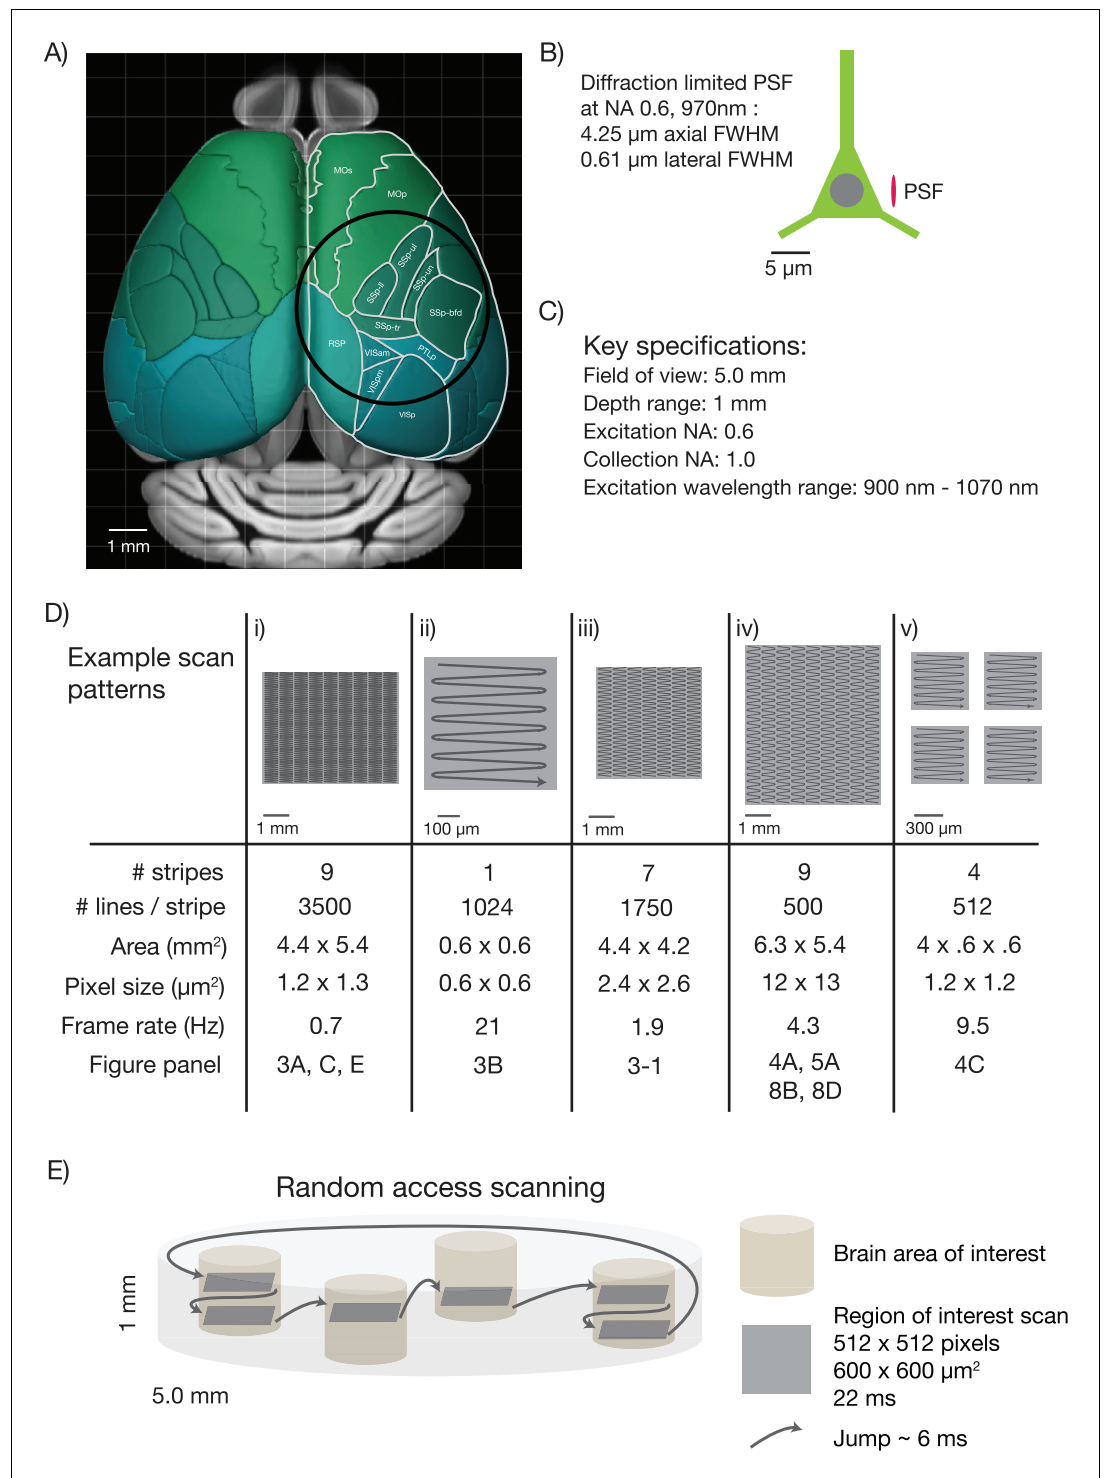 A)
MOs
MOp
SSp-ul
SSp-un
SSp-ll
SSp-bfd
SSp-tr
RSP
VISam
PTLp
VISpm
VISp
1 mm
B)
Diffraction limited PSF
at NA 0.6, 970nm :
4.25 µm axial FWHM
0.61 µm lateral FWHM
PSF
5 µm
C)
Key specifications:
Field of view: 5.0 mm
Depth range: 1 mm
Excitation NA: 0.6
Collection NA: 1.0
Excitation wavelength range: 900 nm - 1070 nm
D)
Example scan
patterns
i) ii) iii) iv) v)
1 mm 100 µm 1 mm 1 mm 300 µm
# stripes 9 1 7 9 4
# lines / stripe 3500 1024 1750 500 512
Area (mm²) 4.4 x 5.4 0.6 x 0.6 4.4 x 4.2 6.3 x 5.4 4 x .6 x .6
Pixel size (µm²) 1.2 x 1.3 0.6 x 0.6 2.4 x 2.6 12 x 13 1.2 x 1.2
Frame rate (Hz) 0.7 21 1.9 4.3 9.5
Figure panel 3A, C, E 3B 3-1 4A, 5A 4C
8B, 8D
E)
Random access scanning
1 mm
5.0 mm
Brain area of interest
Region of interest scan
512 x 512 pixels
600 x 600 µm²
22 ms
Jump ~ 6 ms